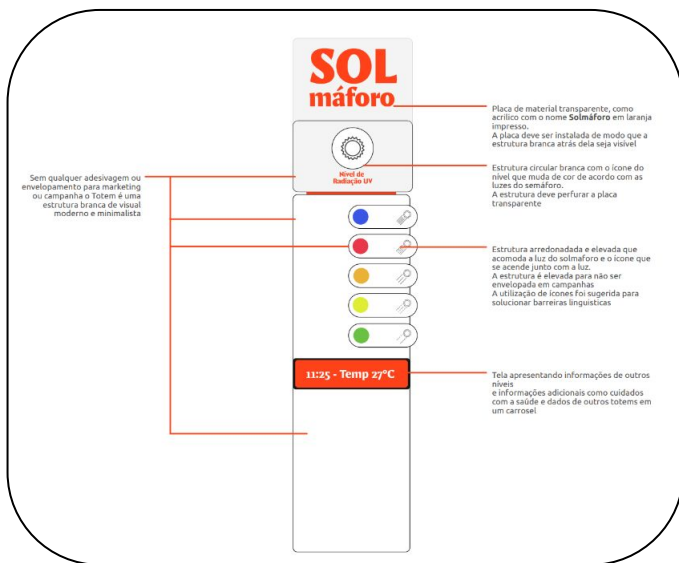 SOL
máforo
Nível de
Radiação UV
11:25 - Temp 27°C
Sem qualquer adesivagem ou
envelopamento para marketing
ou campanha o Totem é uma
estrutura branca de visual
moderno e minimalista
Placa de material transparente, como
acrílico com o nome Solmáforo em laranja
impresso.
A placa deve ser instalada de modo que a
estrutura branca atrás dela seja visível
Estrutura circular branca com o ícone do
nível que muda de cor de acordo com as
luzes do semáforo.
A estrutura deve perfurar a placa
transparente
Estrutura arredonadada e elevada que
acomoda a luz do solmaforo e o ícone que
se acende junto com a luz.
A estrutura é elevada para não ser
envelopada em campanhas
A utilização de ícones foi sugerida para
solucionar barreiras linguisticas
Tela apresentando informações de outros
níveis
e informações adicionais como cuidados
com a saúde e dados de outros totems em
um carrosel